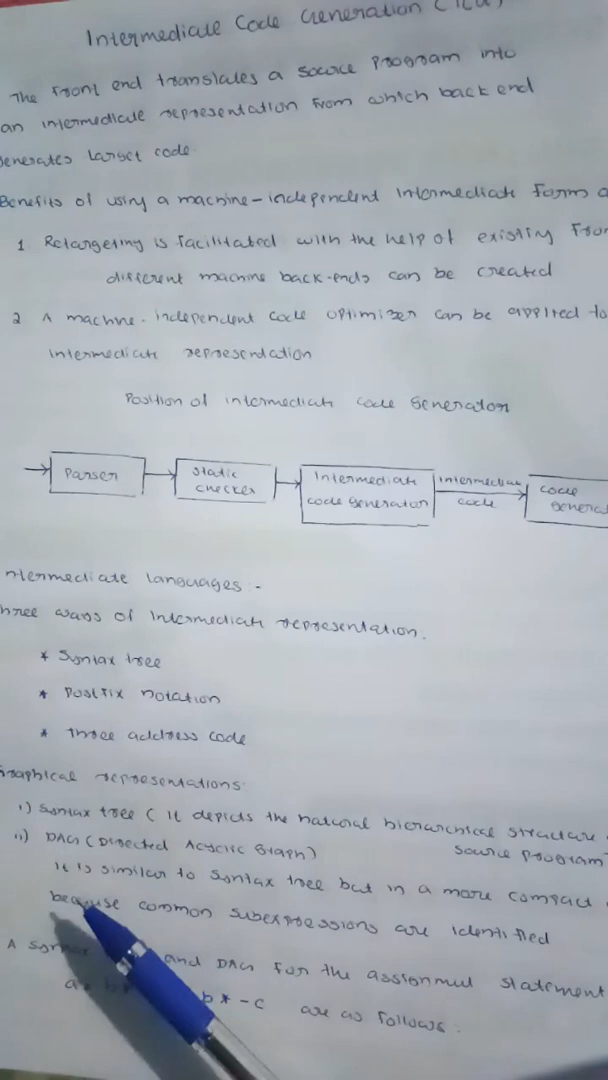 Intermediate Code Generation (ICG)
The front end translates a source program into
an intermediate representation from which back end
generates target code.
Benefits of using a machine-independent intermediate form a
1 Retargeting is facilitated with the help of existing from
different machine back-ends can be created
2 A machine-independent code optimizer can be applied to
intermediate representation
Position of intermediate code generator
Parser
static checker
Intermediate code generator
intermediate code
code generat
ntermediate languages:-
hree ways of Intermediate representation.
* Syntax tree
* Postfix notation
* Three address code
Graphical representations:
i) Syntax tree ( It depicts the natural hierarchical structure
source program
ii) DAG (Directed Acyclic Graph)
It is similar to syntax tree but in a more compact
because common subexpressions are identified
A and DAG for the assignmul statement
b * -c are as follows: